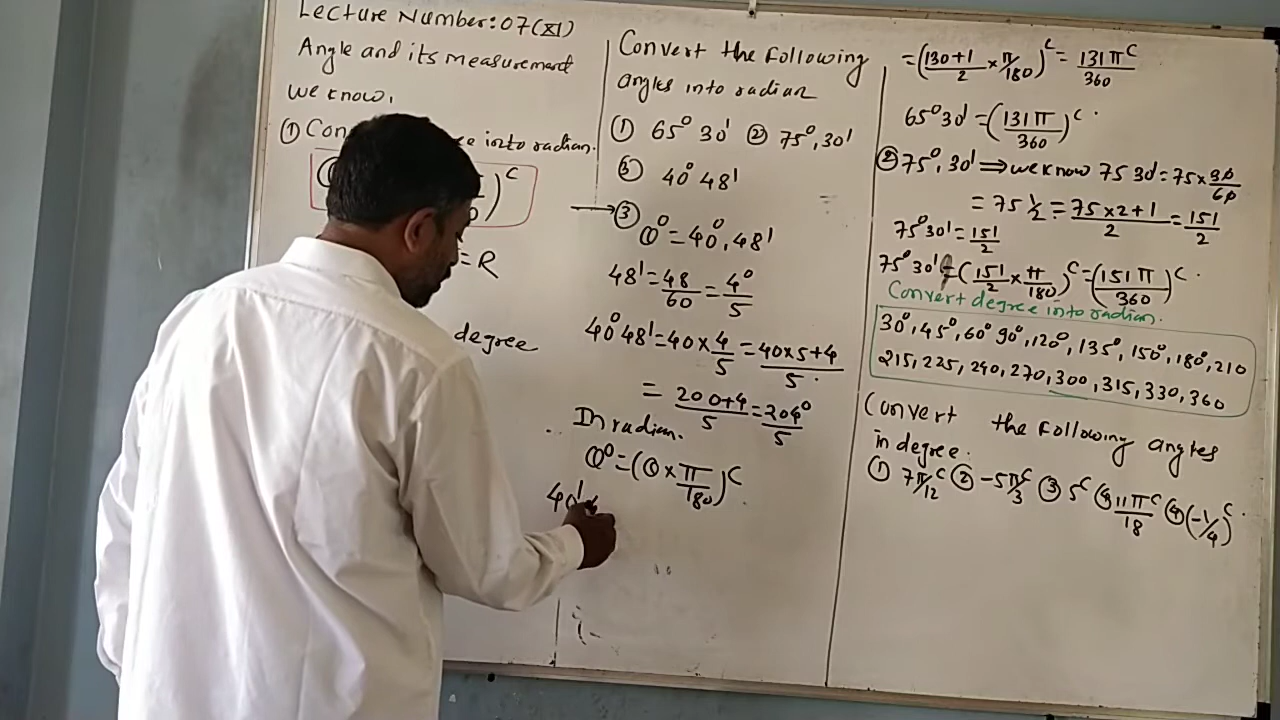 Lecture Number:07(XI)
Angle and its measurement
we know,
① Con e into radian.
)ᶜ
=R
degree
Convert the following
angles into radian
① 65° 30' ② 75°,30'
③ 40° 48'
→ ③ θ°=40°,48'
48'=48/60=4°/5
40° 48'=40×4/5=40×5+4/5.
= 200+4/5=204°/5
In radian.
θ°=(θ×π/180)ᶜ
40'
=(130+1/2×π/180)ᶜ=131πᶜ/360
65°30'=(131π/360)ᶜ.
② 75°,30' ⇒ we know 75 30'=75×30/60
= 75 1/2=75×2+1/2=151/2
75°30'=151/2
75°30'=(151/2×π/180)ᶜ=(151π/360)ᶜ.
Convert degree into radian.
30°,45°,60° 90°,120°,135°,150°,180°,210
215,225,240,270,300,315,330,360
Convert the following angles
in degree.
① 7πᶜ/12 ② -5πᶜ/3 ③ 5ᶜ ④ 11πᶜ/18 (-1/4)ᶜ.